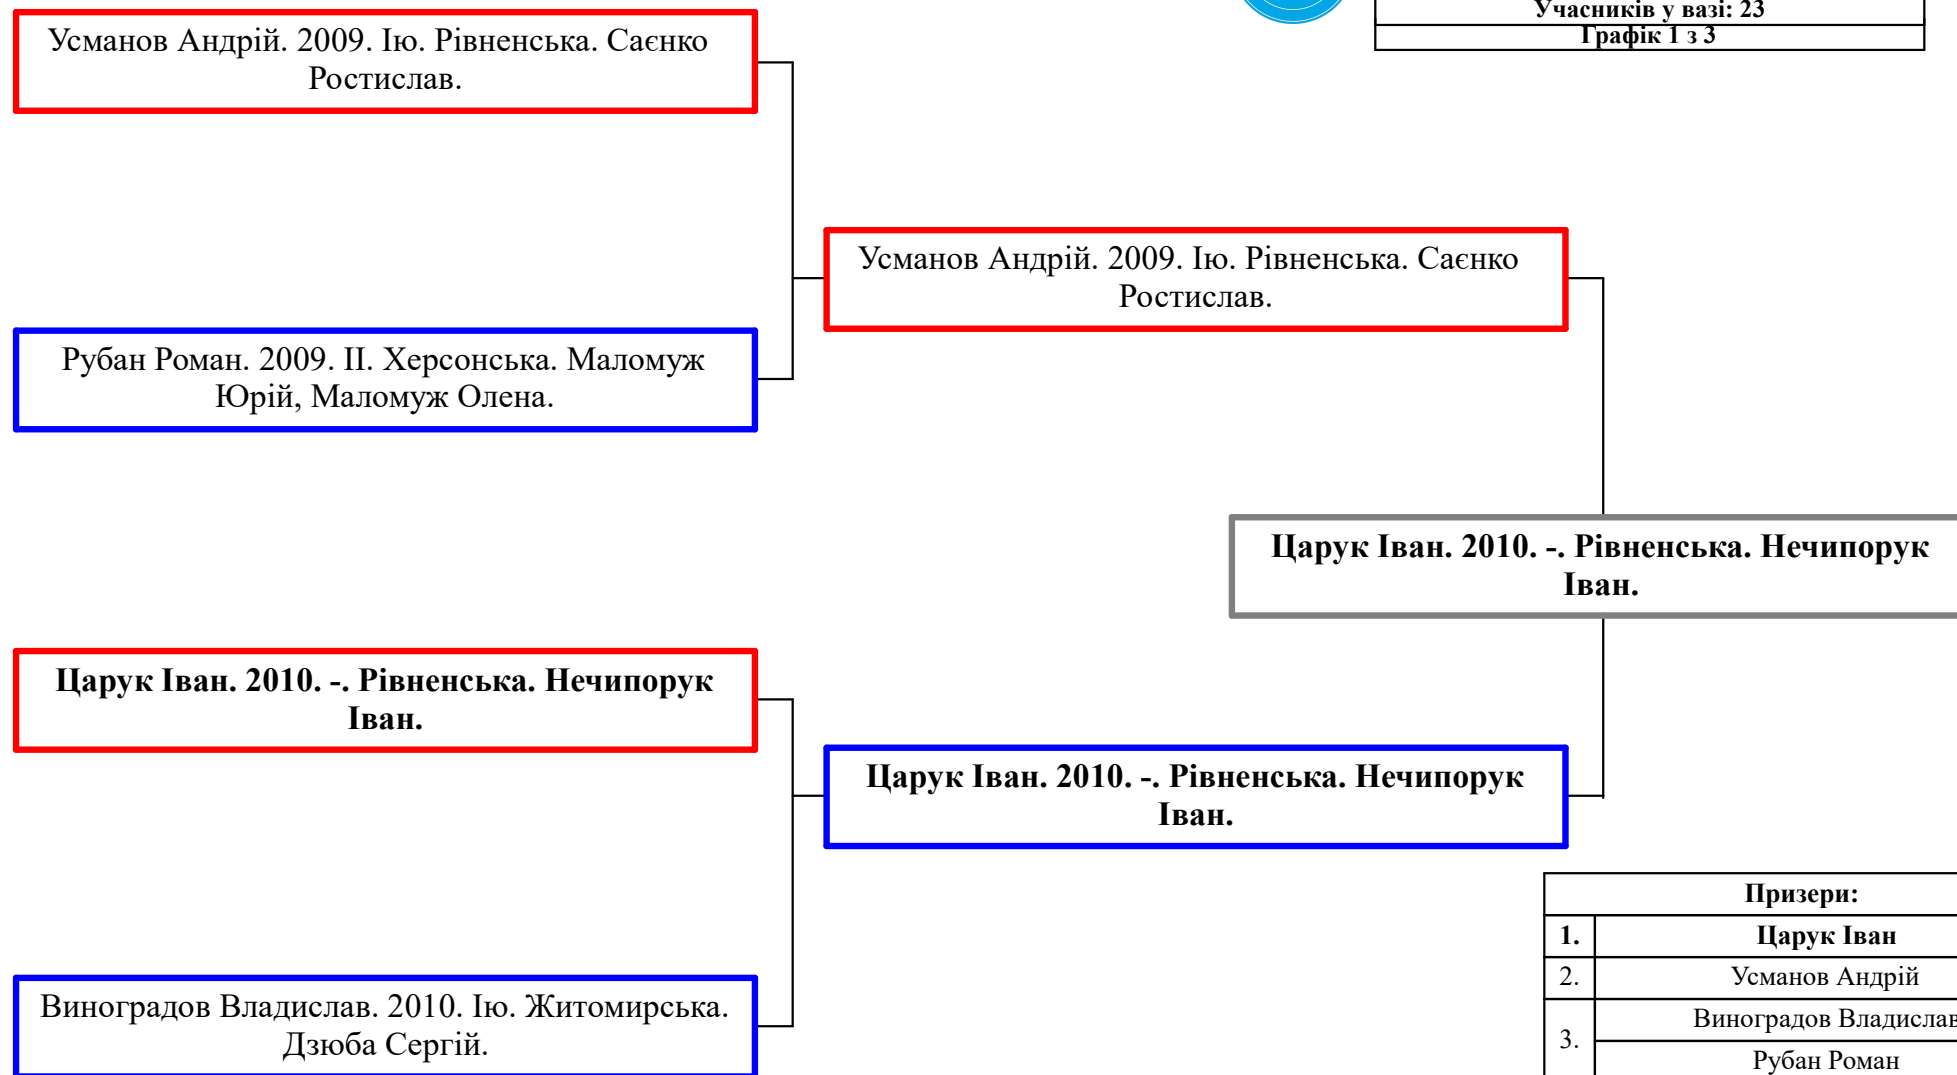 Учасників у вазі: 23
Графік 1 з 3
Усманов Андрій. 2009. Ію. Рівненська. Саєнко
Ростислав.
Усманов Андрій. 2009. Ію. Рівненська. Саєнко
Ростислав.
Рубан Роман. 2009. II. Херсонська. Маломуж
Юрій, Маломуж Олена.
Царук Іван. 2010. -. Рівненська. Нечипорук
Іван.
Царук Іван. 2010. -. Рівненська. Нечипорук
Іван.
Царук Іван. 2010. -. Рівненська. Нечипорук
Іван.
Виноградов Владислав. 2010. Ію. Житомирська.
Дзюба Сергій.
Призери:
1. Царук Іван
2. Усманов Андрій
3. Виноградов Владислав
Рубан Роман